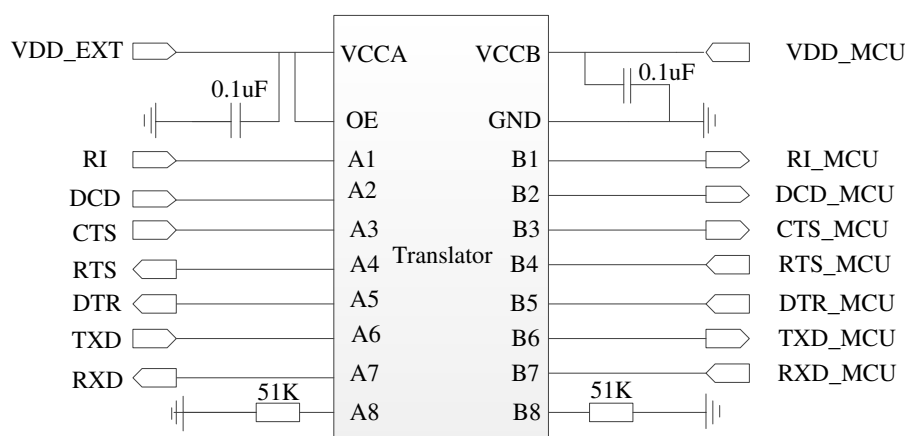 VDD_EXT VCCA VCCB VDD_MCU
0.1uF 0.1uF
OE GND
RI A1 B1 RI_MCU
DCD A2 B2 DCD_MCU
CTS A3 B3 CTS_MCU
RTS A4 Translator B4 RTS_MCU
DTR A5 B5 DTR_MCU
TXD A6 B6 TXD_MCU
RXD A7 B7 RXD_MCU
51K A8 B8 51K